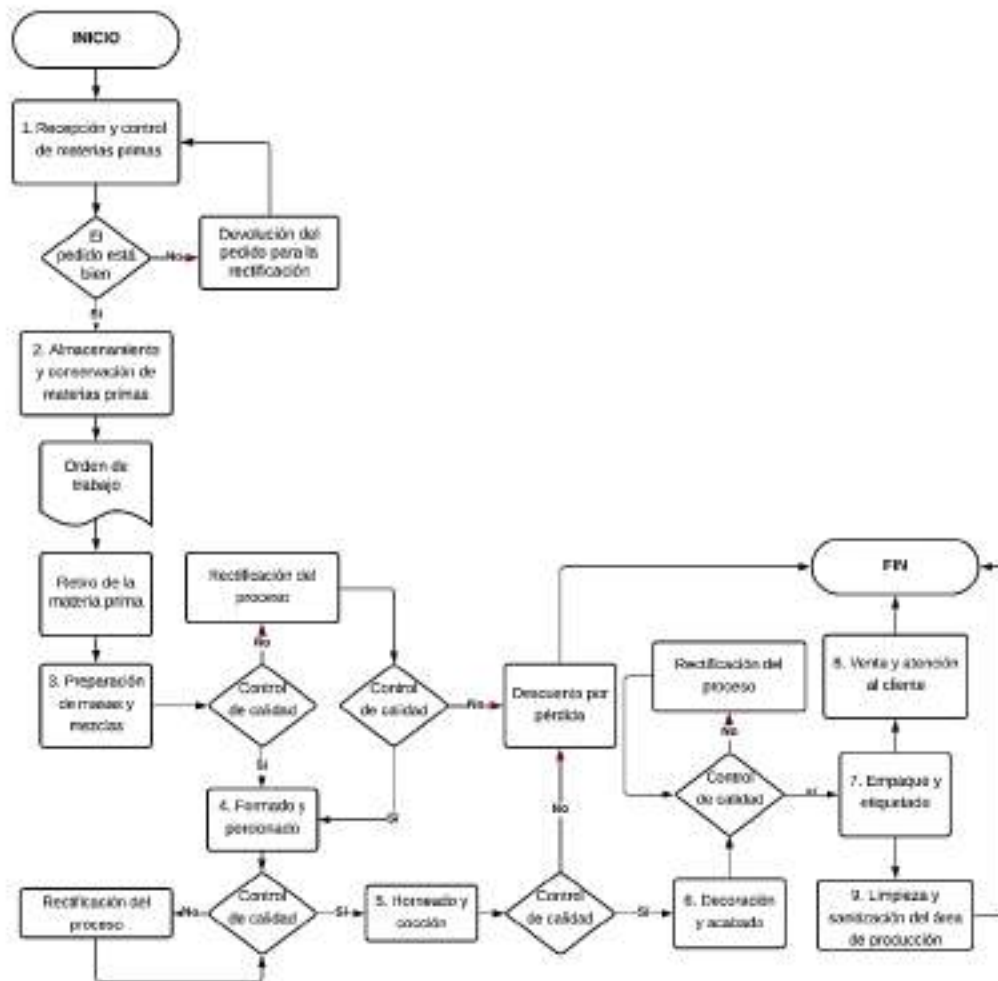 INICIO
1. Recepción y control
de materias primas
El
pedido está
bien
No
Devolución del
pedido para la
rectificación
Si
2. Almacenamiento
y conservación de
materias primas
Orden de
trabajo
Retiro de la
materia prima
3. Preparación
de masas y
mezclas
Control
de calidad
No
Rectificación del
proceso
Control
de calidad
No
Si
Si
4. Formado y
porcionado
Control
de calidad
No
Rectificación del
proceso
Si
5. Horneado y
cocción
Control
de calidad
No
Descuento por
pérdida
Si
6. Decoración
y acabado
Control
de calidad
No
Rectificación del
proceso
si
7. Empaque y
etiquetado
8. Venta y atención
al cliente
FIN
9. Limpieza y
sanitización del área
de producción